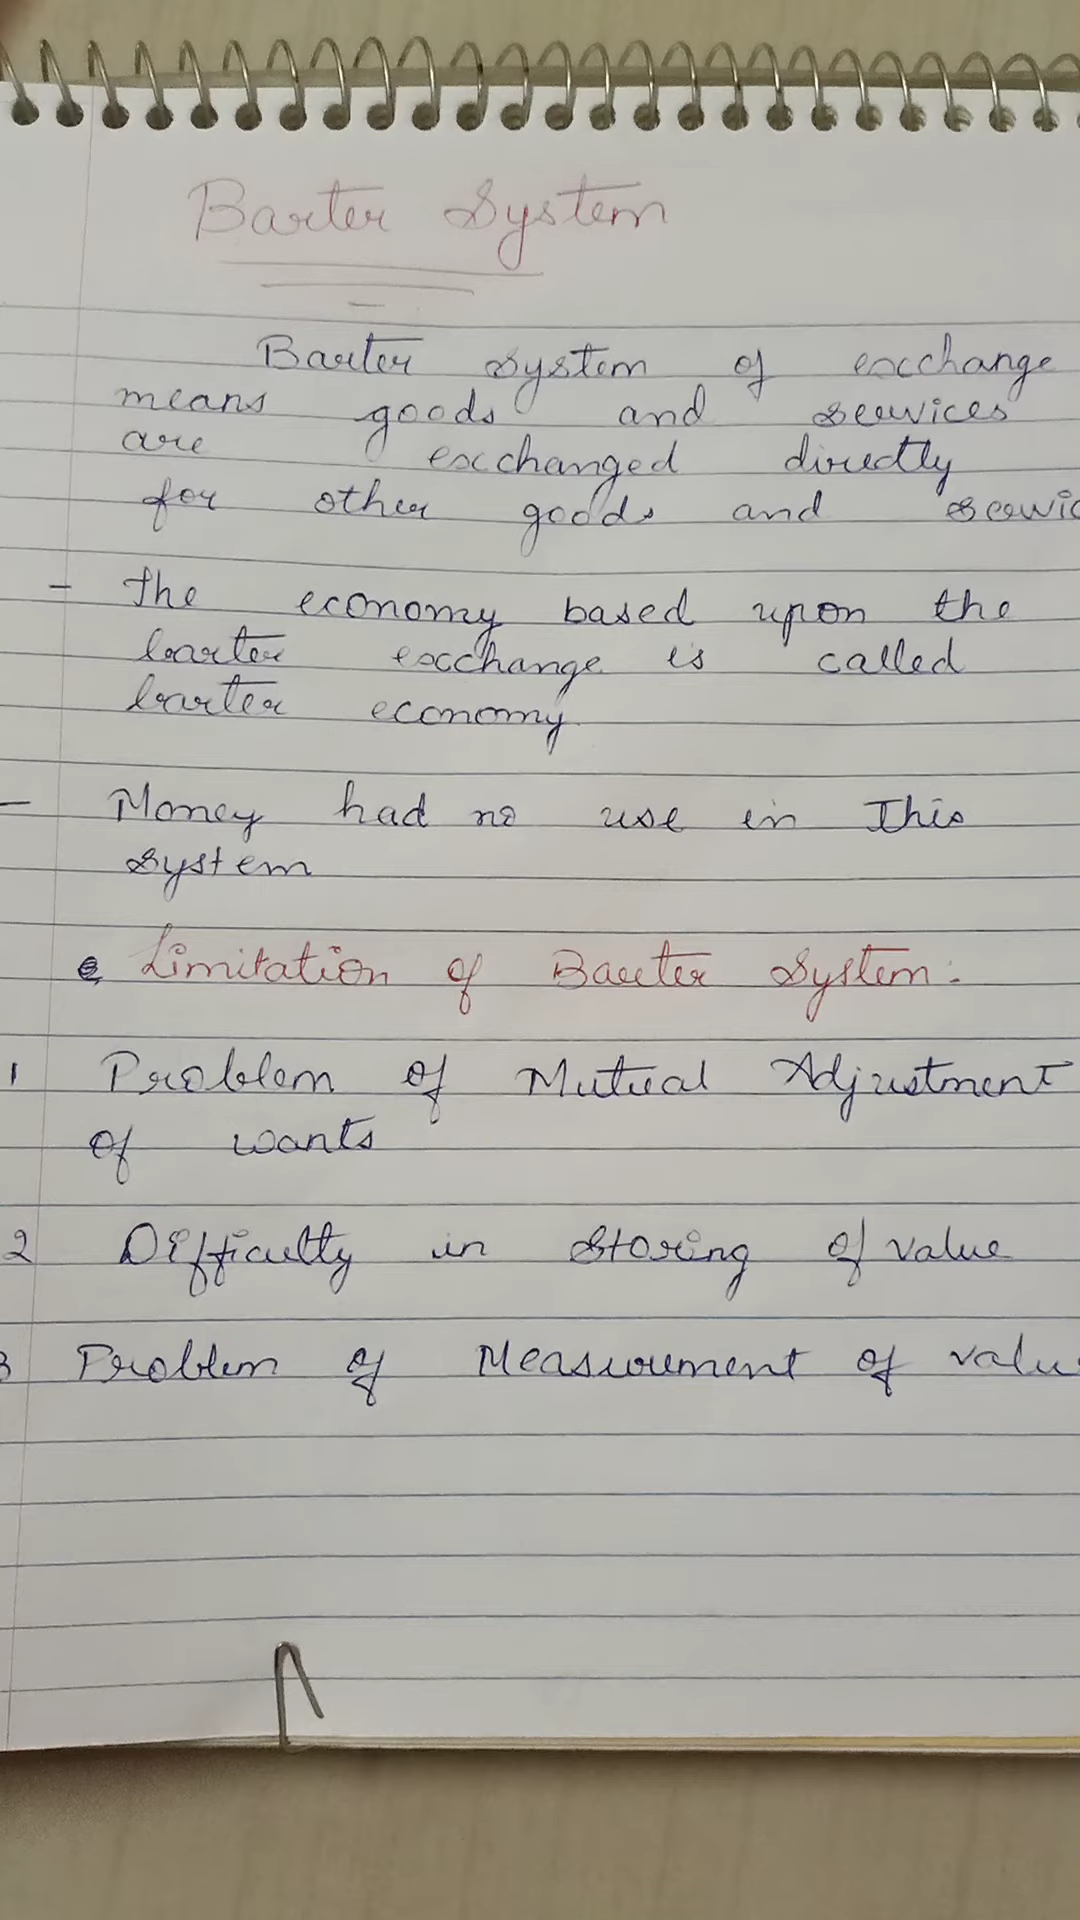 Barter System
Barter system of exchange
means goods and services
are exchanged directly
for other goods and servic
- The economy based upon the
barter exchange is called
barter economy
- Money had no use in This
system
Limitation of Barter System:
1 Problem of Mutual Adjustment
of wants
2 Difficulty in Storing of value
3 Problem of Measurement of valu